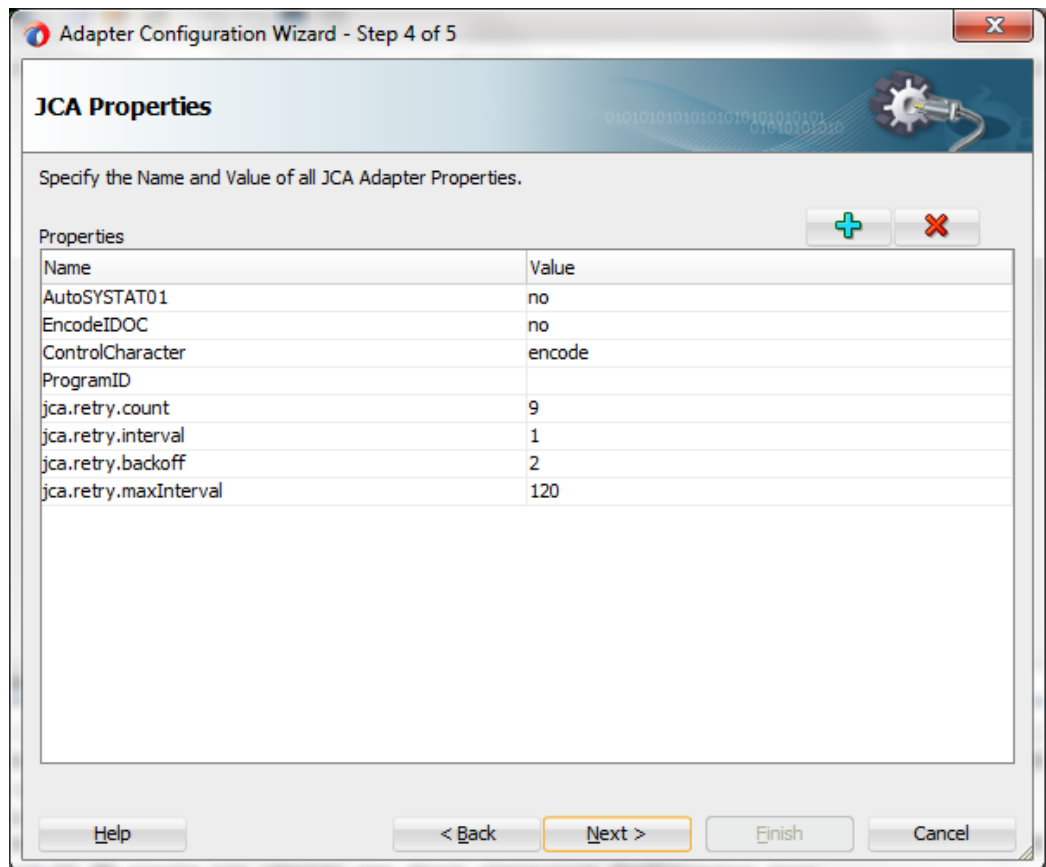 Adapter Configuration Wizard - Step 4 of 5
JCA Properties
Specify the Name and Value of all JCA Adapter Properties.
Properties
Name Value
AutoSYSTAT01 no
EncodeIDOC no
ControlCharacter encode
ProgramID
jca.retry.count 9
jca.retry.interval 1
jca.retry.backoff 2
jca.retry.maxInterval 120
Help < Back Next > Finish Cancel